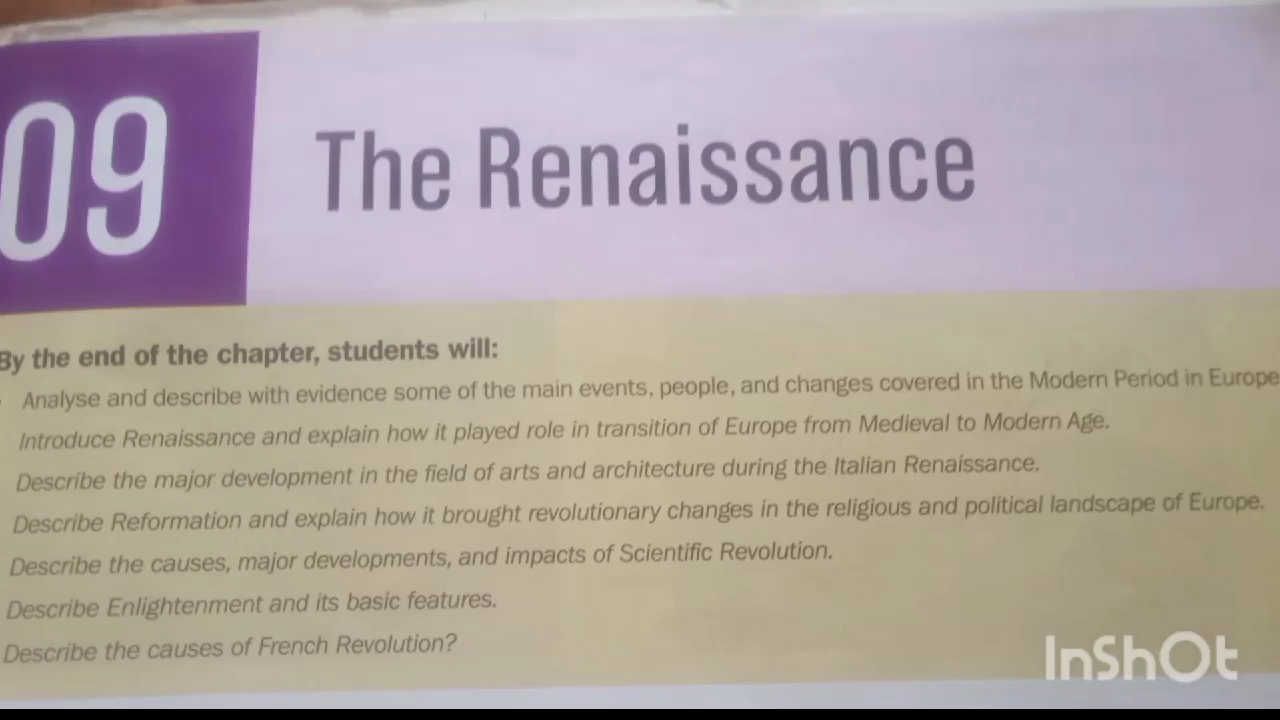 09
The Renaissance
By the end of the chapter, students will:
Analyse and describe with evidence some of the main events, people, and changes covered in the Modern Period in Europe
Introduce Renaissance and explain how it played role in transition of Europe from Medieval to Modern Age.
Describe the major development in the field of arts and architecture during the Italian Renaissance.
Describe Reformation and explain how it brought revolutionary changes in the religious and political landscape of Europe.
Describe the causes, major developments, and impacts of Scientific Revolution.
Describe Enlightenment and its basic features.
Describe the causes of French Revolution?
InShOt